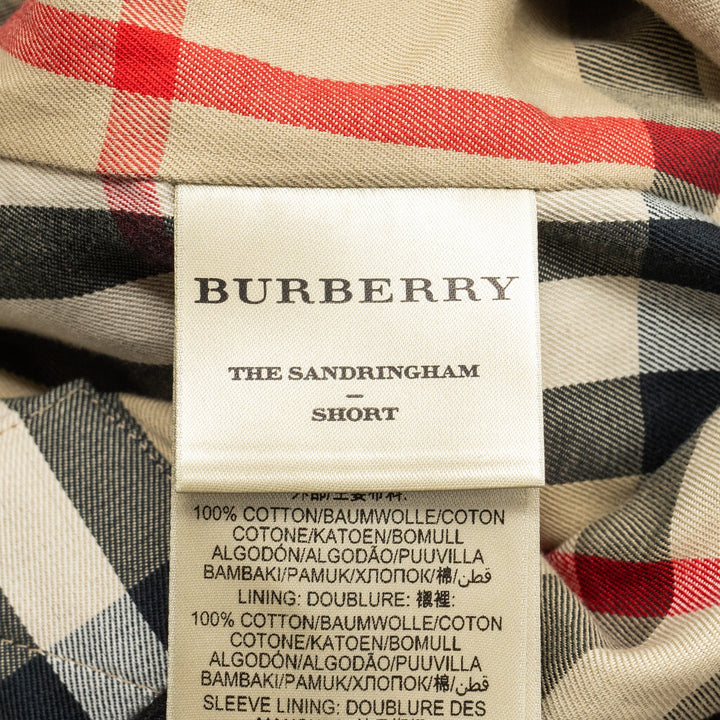 BURBERRY
THE SANDRINGHAM
–
SHORT
100% COTTON/BAUMWOLLE/COTON
COTONE/KATOEN/BOMULL
ALGODÓN/ALGODÃO/PUUVILLA
BAMBAKI/PAMUK/ХЛОПОК/棉/قطن
LINING: DOUBLURE: 襯裡:
100% COTTON/BAUMWOLLE/COTON
COTONE/KATOEN/BOMULL
ALGODÓN/ALGODÃO/PUUVILLA
BAMBAKI/PAMUK/ХЛОПОК/棉/قطن
SLEEVE LINING: DOUBLURE DES